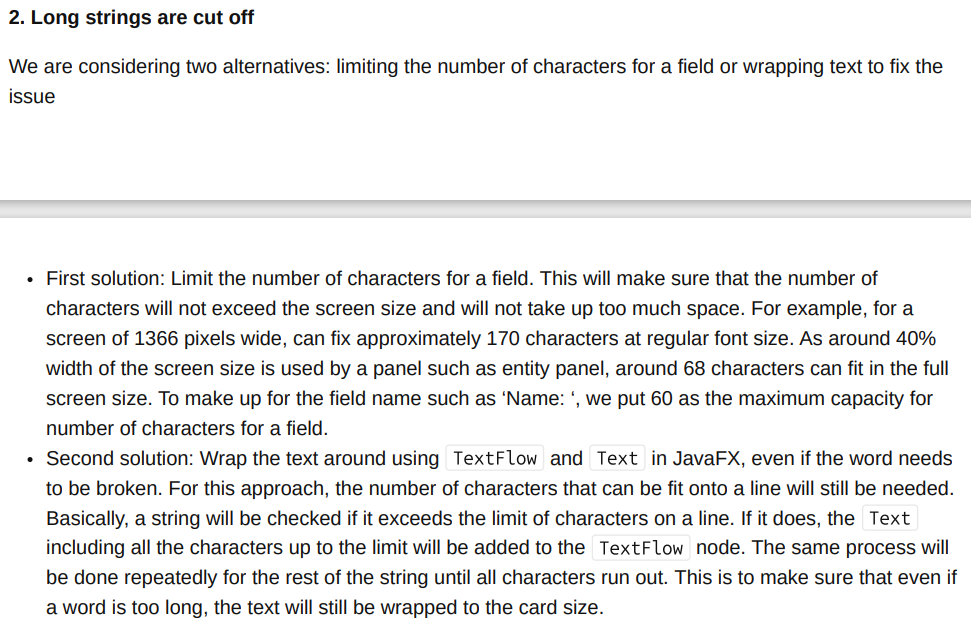 2. Long strings are cut off
We are considering two alternatives: limiting the number of characters for a field or wrapping text to fix the
issue
• First solution: Limit the number of characters for a field. This will make sure that the number of
characters will not exceed the screen size and will not take up too much space. For example, for a
screen of 1366 pixels wide, can fix approximately 170 characters at regular font size. As around 40%
width of the screen size is used by a panel such as entity panel, around 68 characters can fit in the full
screen size. To make up for the field name such as ‘Name: ‘, we put 60 as the maximum capacity for
number of characters for a field.
• Second solution: Wrap the text around using TextFlow and Text in JavaFX, even if the word needs
to be broken. For this approach, the number of characters that can be fit onto a line will still be needed.
Basically, a string will be checked if it exceeds the limit of characters on a line. If it does, the Text
including all the characters up to the limit will be added to the TextFlow node. The same process will
be done repeatedly for the rest of the string until all characters run out. This is to make sure that even if
a word is too long, the text will still be wrapped to the card size.